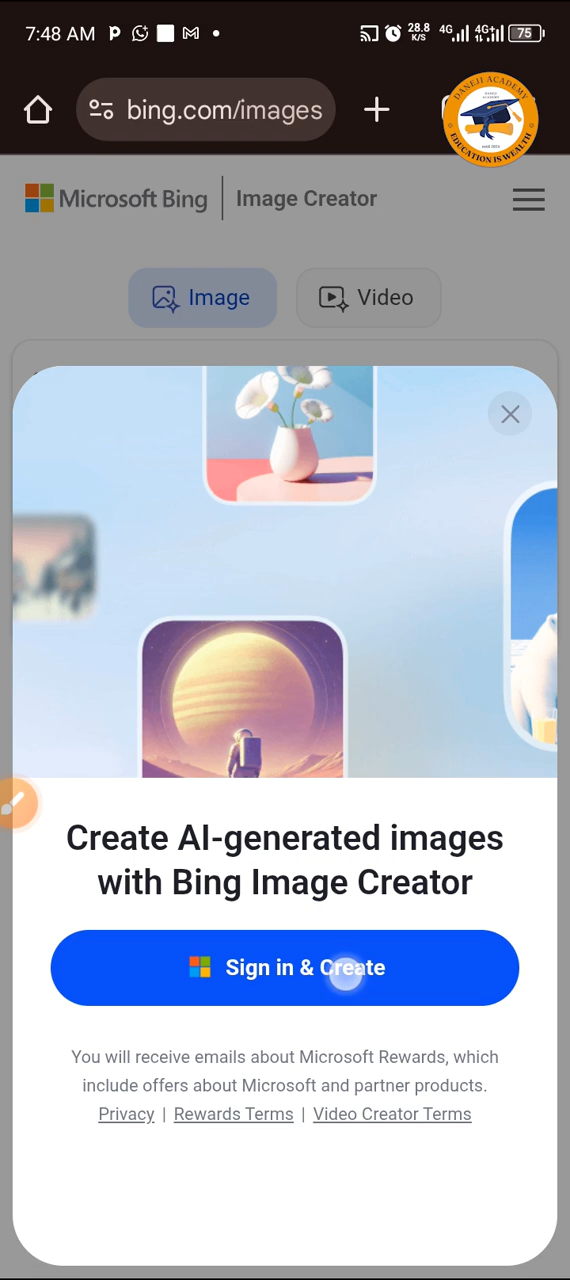 7:48 AM
28.8
K/S
4G
4G+
75
bing.com/images
DANEJI ACADEMY
EDUCATION IS WEALTH
Microsoft Bing
Image Creator
Image
Video
Create AI-generated images
with Bing Image Creator
Sign in & Create
You will receive emails about Microsoft Rewards, which
include offers about Microsoft and partner products.
Privacy | Rewards Terms | Video Creator Terms